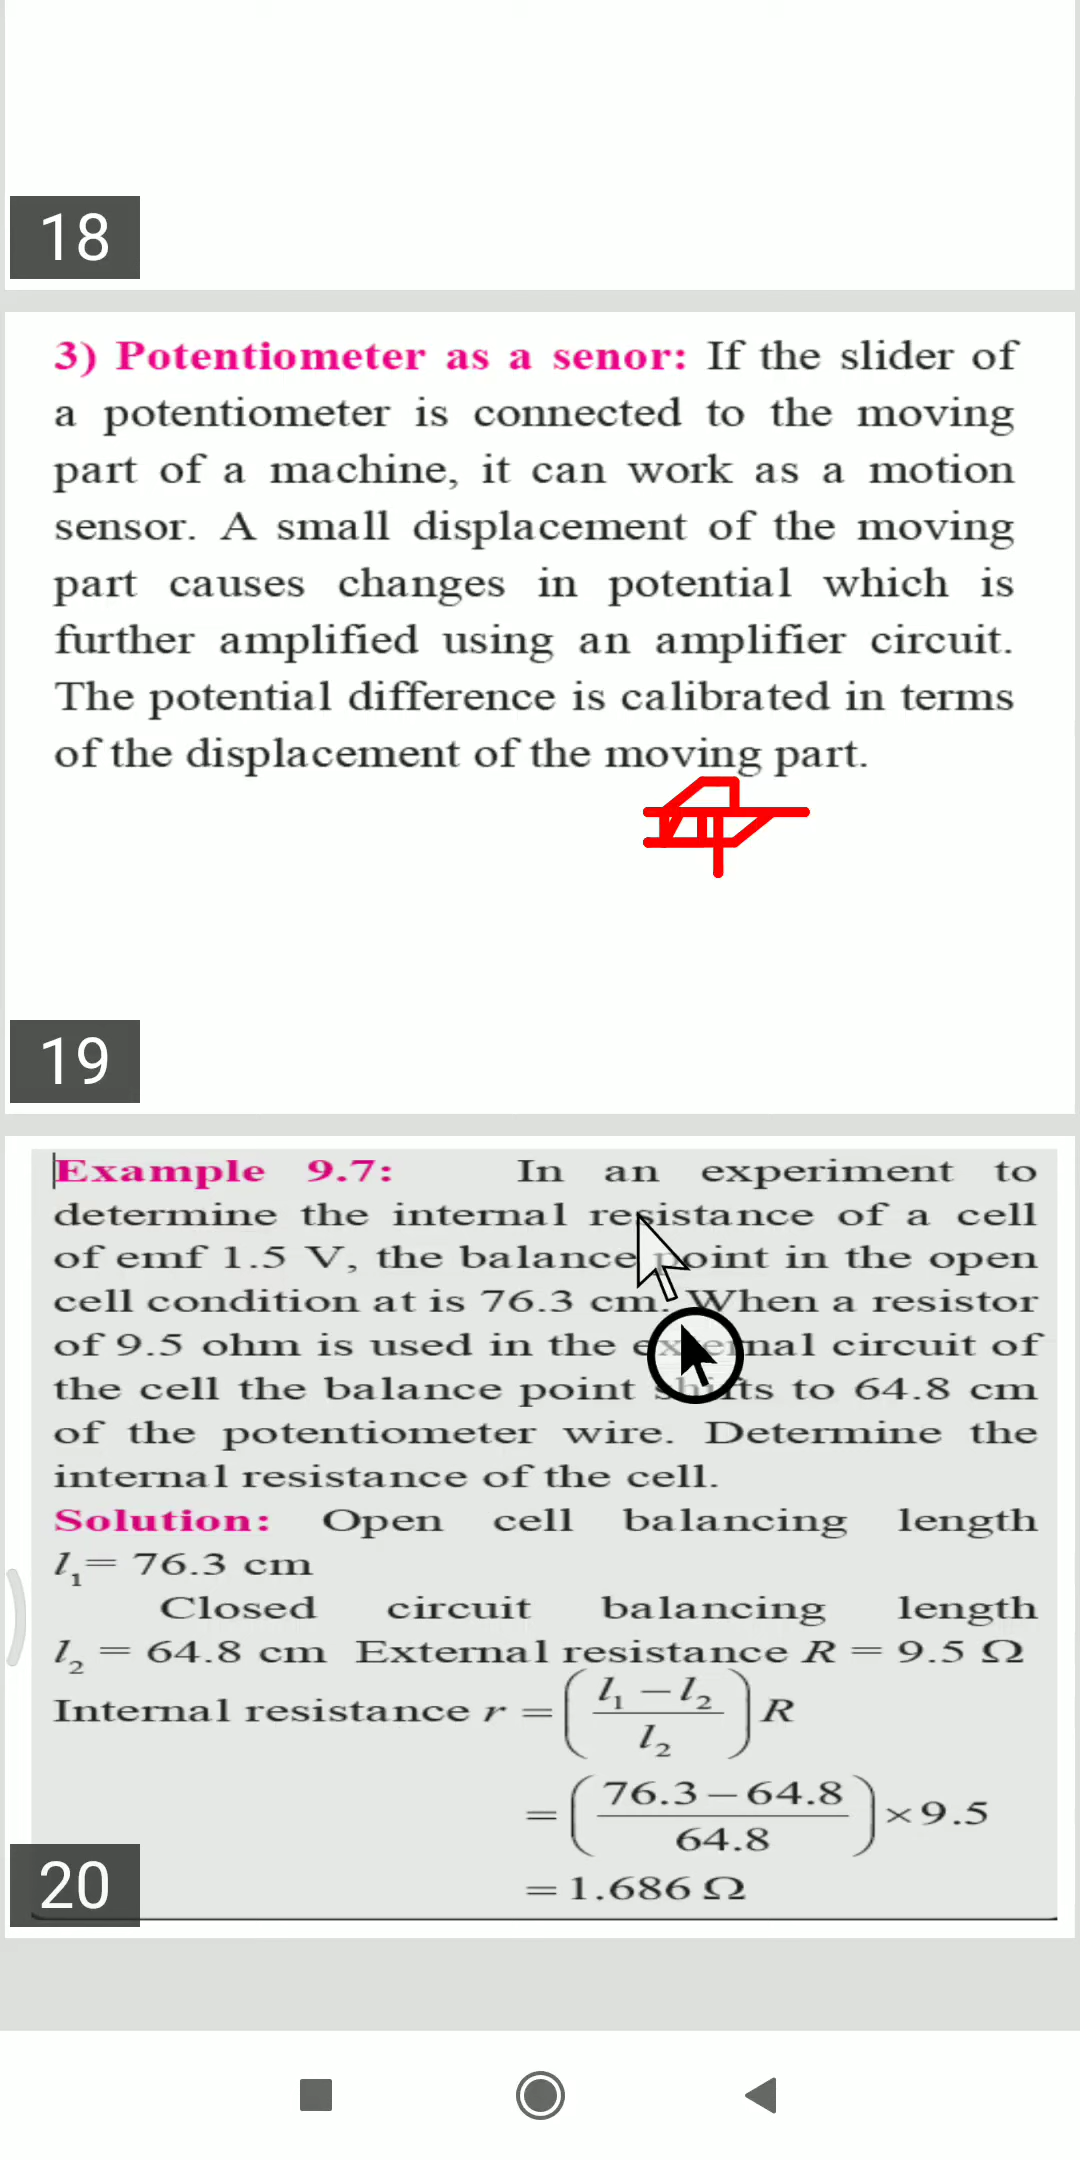 18
3) Potentiometer as a senor: If the slider of
a potentiometer is connected to the moving
part of a machine, it can work as a motion
sensor. A small displacement of the moving
part causes changes in potential which is
further amplified using an amplifier circuit.
The potential difference is calibrated in terms
of the displacement of the moving part.
19
Example 9.7: In an experiment to
determine the internal resistance of a cell
of emf 1.5 V, the balance point in the open
cell condition at is 76.3 cm. When a resistor
of 9.5 ohm is used in the external circuit of
the cell the balance point shifts to 64.8 cm
of the potentiometer wire. Determine the
internal resistance of the cell.
Solution: Open cell balancing length
l₁= 76.3 cm
Closed circuit balancing length
l₂ = 64.8 cm External resistance R = 9.5 Ω
Internal resistance r = ( (l₁ – l₂) / l₂ ) R
= ( (76.3 – 64.8) / 64.8 ) × 9.5
= 1.686 Ω
20